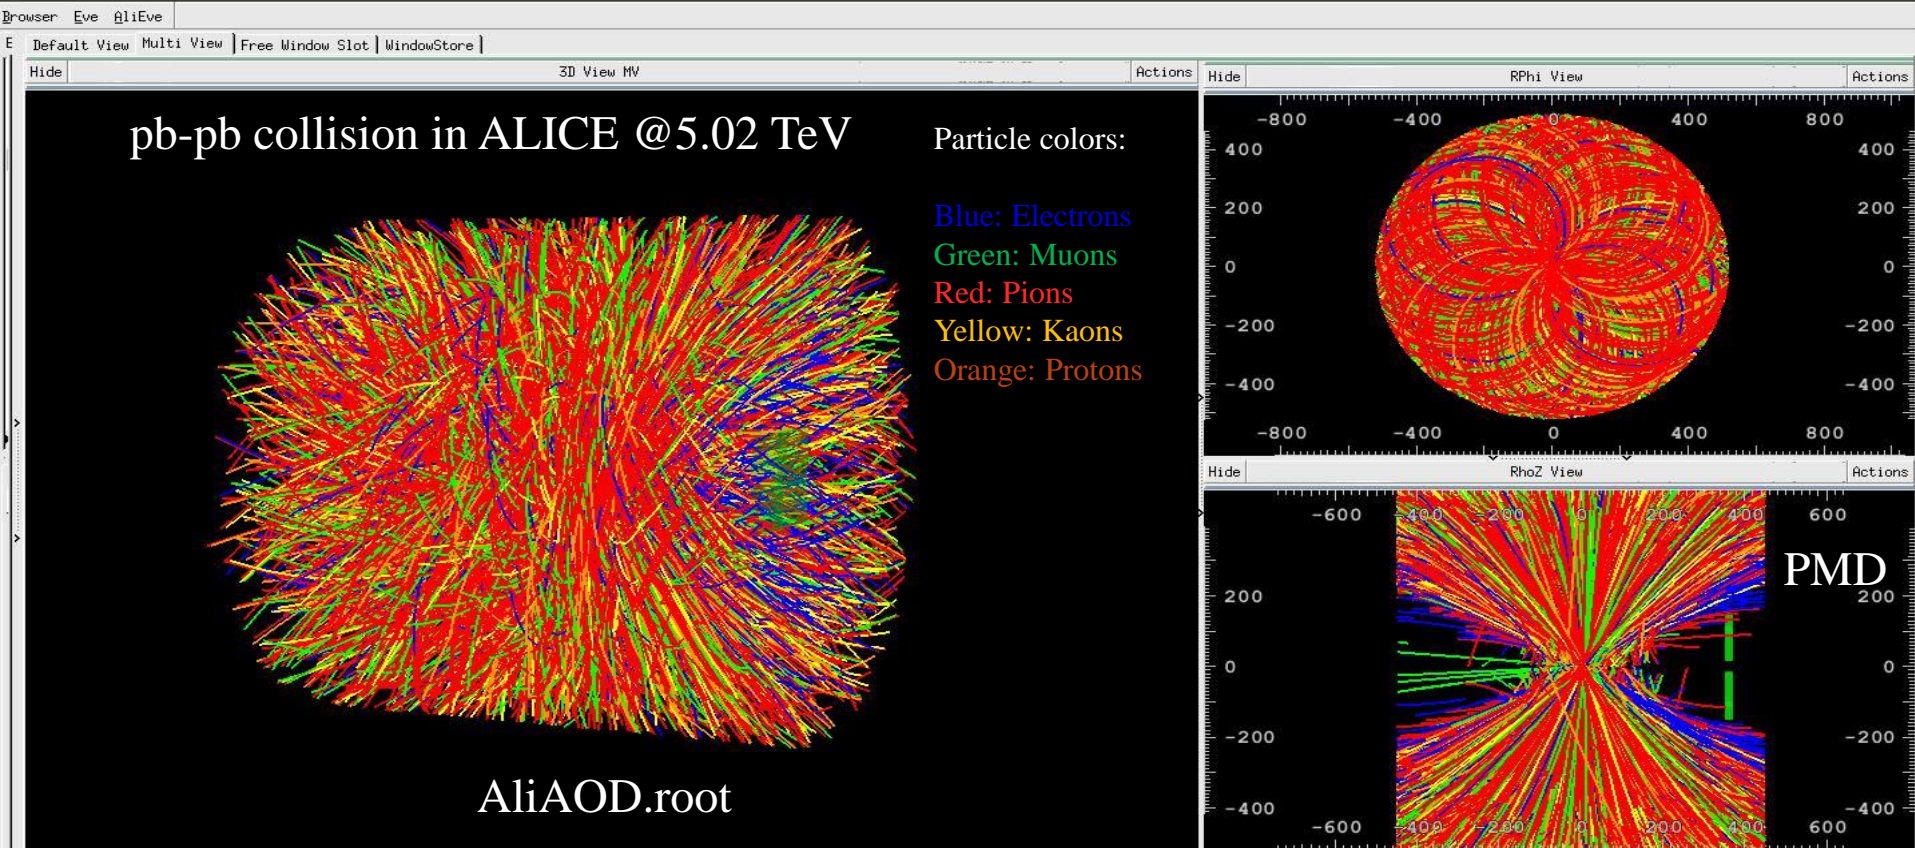 Browser Eve AliEve
E Default View Multi View Free Window Slot WindowStore
Hide 3D View MV Actions
pb-pb collision in ALICE @5.02 TeV
Particle colors:
Blue: Electrons
Green: Muons
Red: Pions
Yellow: Kaons
Orange: Protons
AliAOD.root
Hide RPhi View Actions
-800 -400 0 400 800
400 400
200 200
0 0
-200 -200
-400 -400
-800 -400 0 400 800
Hide RhoZ View Actions
-600 -400 -200 0 200 400 600
PMD
200 200
0 0
-200 -200
-400 -400
-600 -400 -200 0 200 400 600